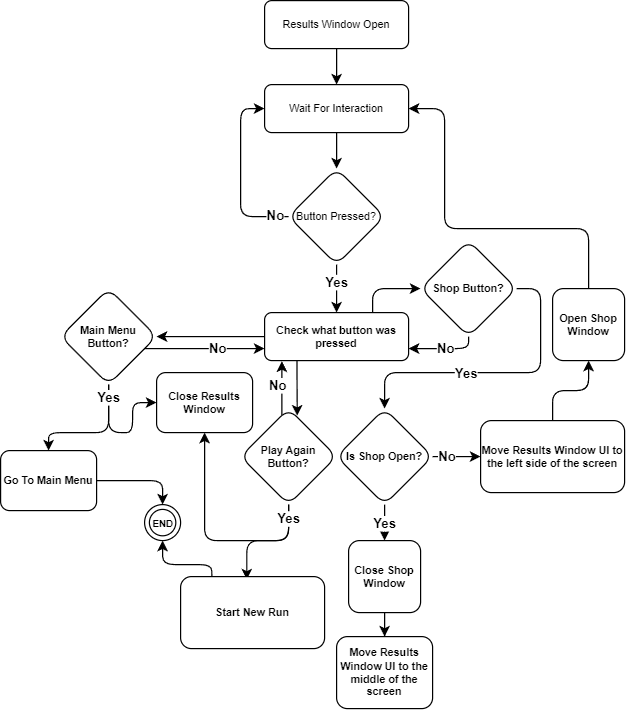 Results Window Open
Wait For Interaction
No
Button Pressed?
Yes
Shop Button?
Main Menu
Button?
Check what button was
pressed
Open Shop
Window
No
No
Yes
Yes
No
Close Results
Window
Play Again
Button?
Is Shop Open?
No
Move Results Window UI to
the left side of the screen
Go To Main Menu
Yes
Yes
END
Close Shop
Window
Start New Run
Move Results
Window UI to the
middle of the
screen